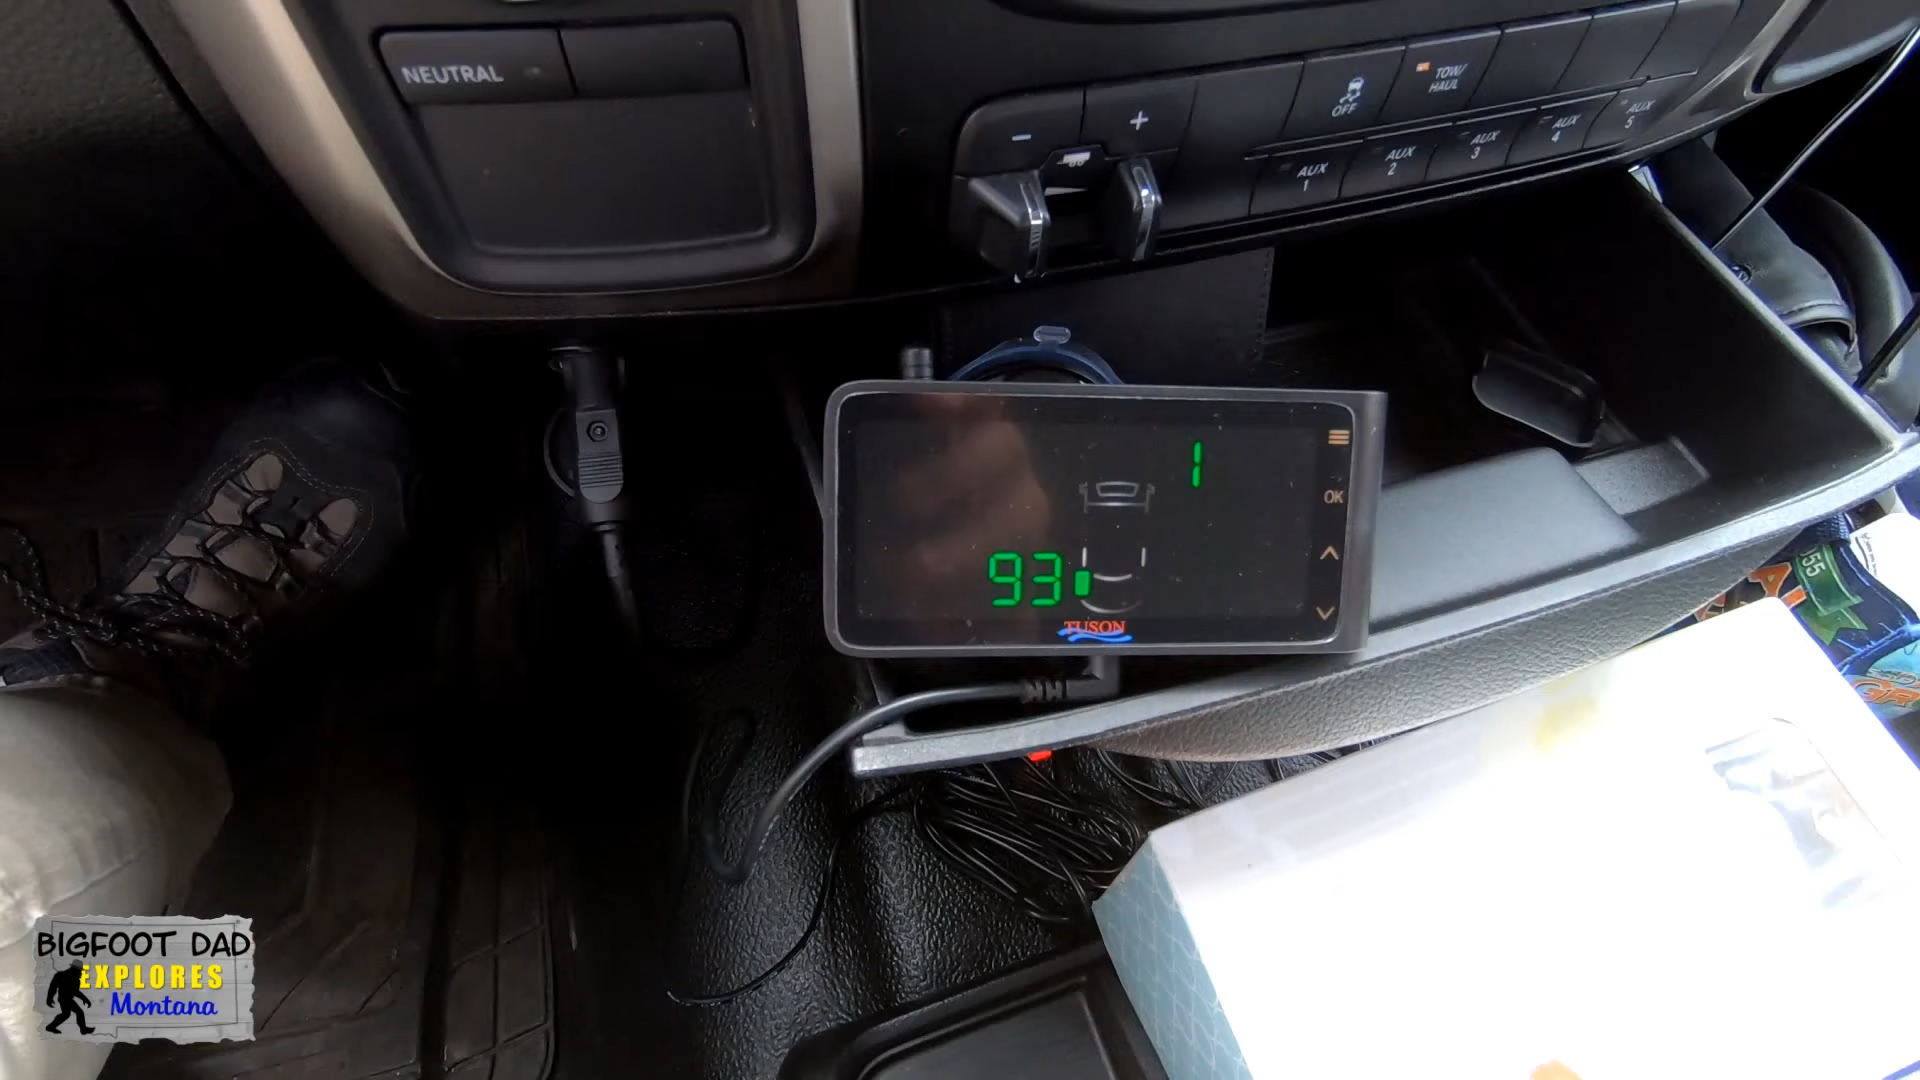 NEUTRAL
TOW/
HAUL
OFF
AUX
1
AUX
2
AUX
3
AUX
4
AUX
5
− +
1
OK
93
TUSON
55
BIGFOOT DAD
EXPLORES
Montana